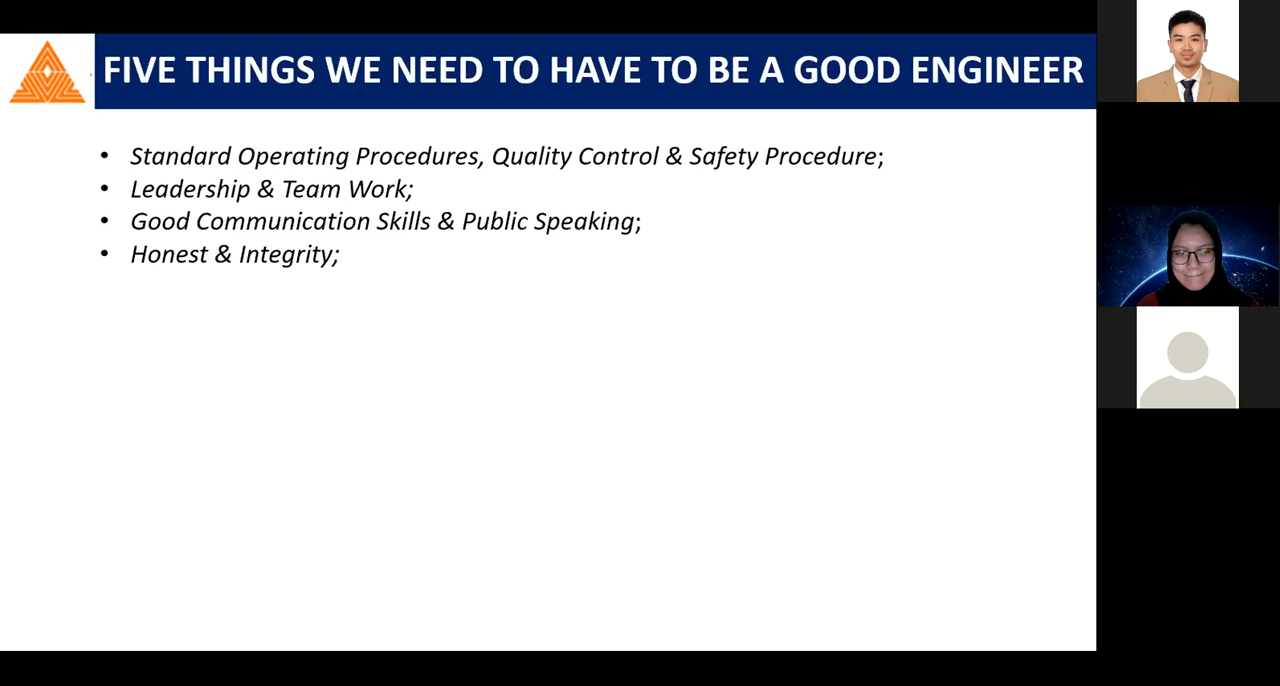 FIVE THINGS WE NEED TO HAVE TO BE A GOOD ENGINEER
• Standard Operating Procedures, Quality Control & Safety Procedure;
• Leadership & Team Work;
• Good Communication Skills & Public Speaking;
• Honest & Integrity;